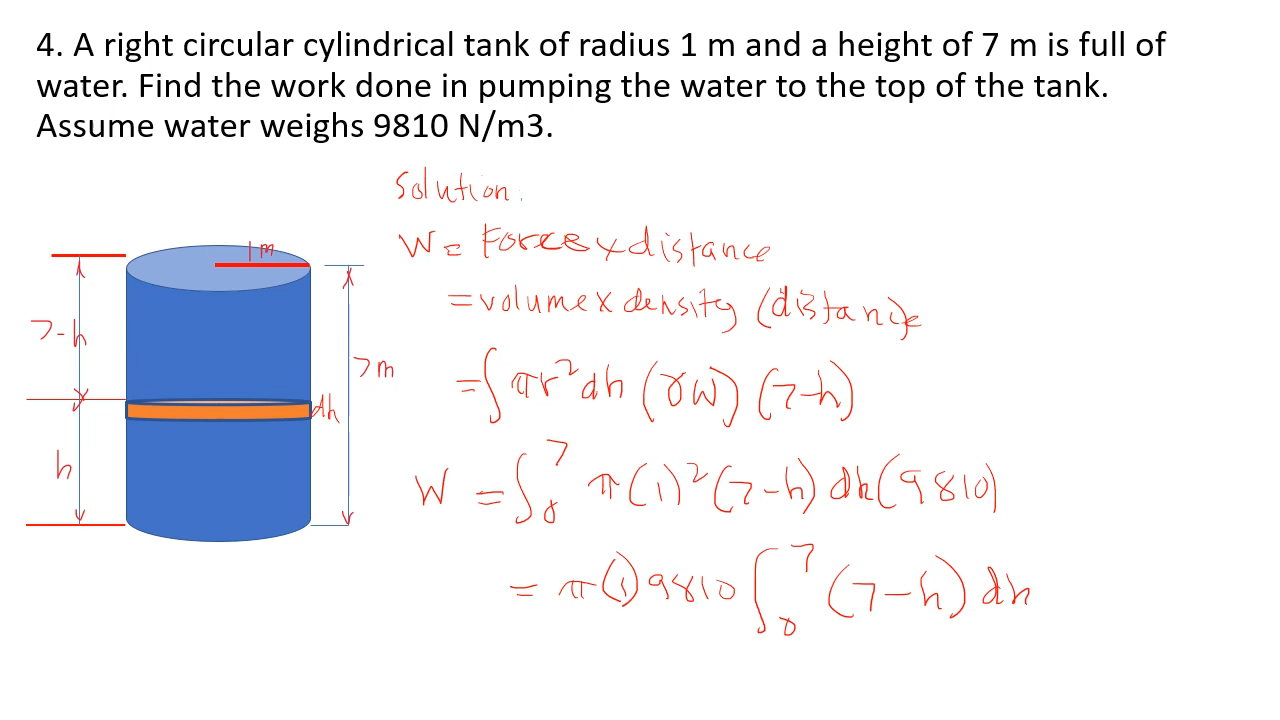 4. A right circular cylindrical tank of radius 1 m and a height of 7 m is full of
water. Find the work done in pumping the water to the top of the tank.
Assume water weighs 9810 N/m3.
Solution.
W = Force x distance
= volume x density (distance)
= ∫ πr² dh (γw) (7-h)
W = ∫₀⁷ π(1)² (7-h) dh (9810)
= π(1) 9810 ∫₀⁷ (7-h) dh
1 m
7-h
7 m
dh
h